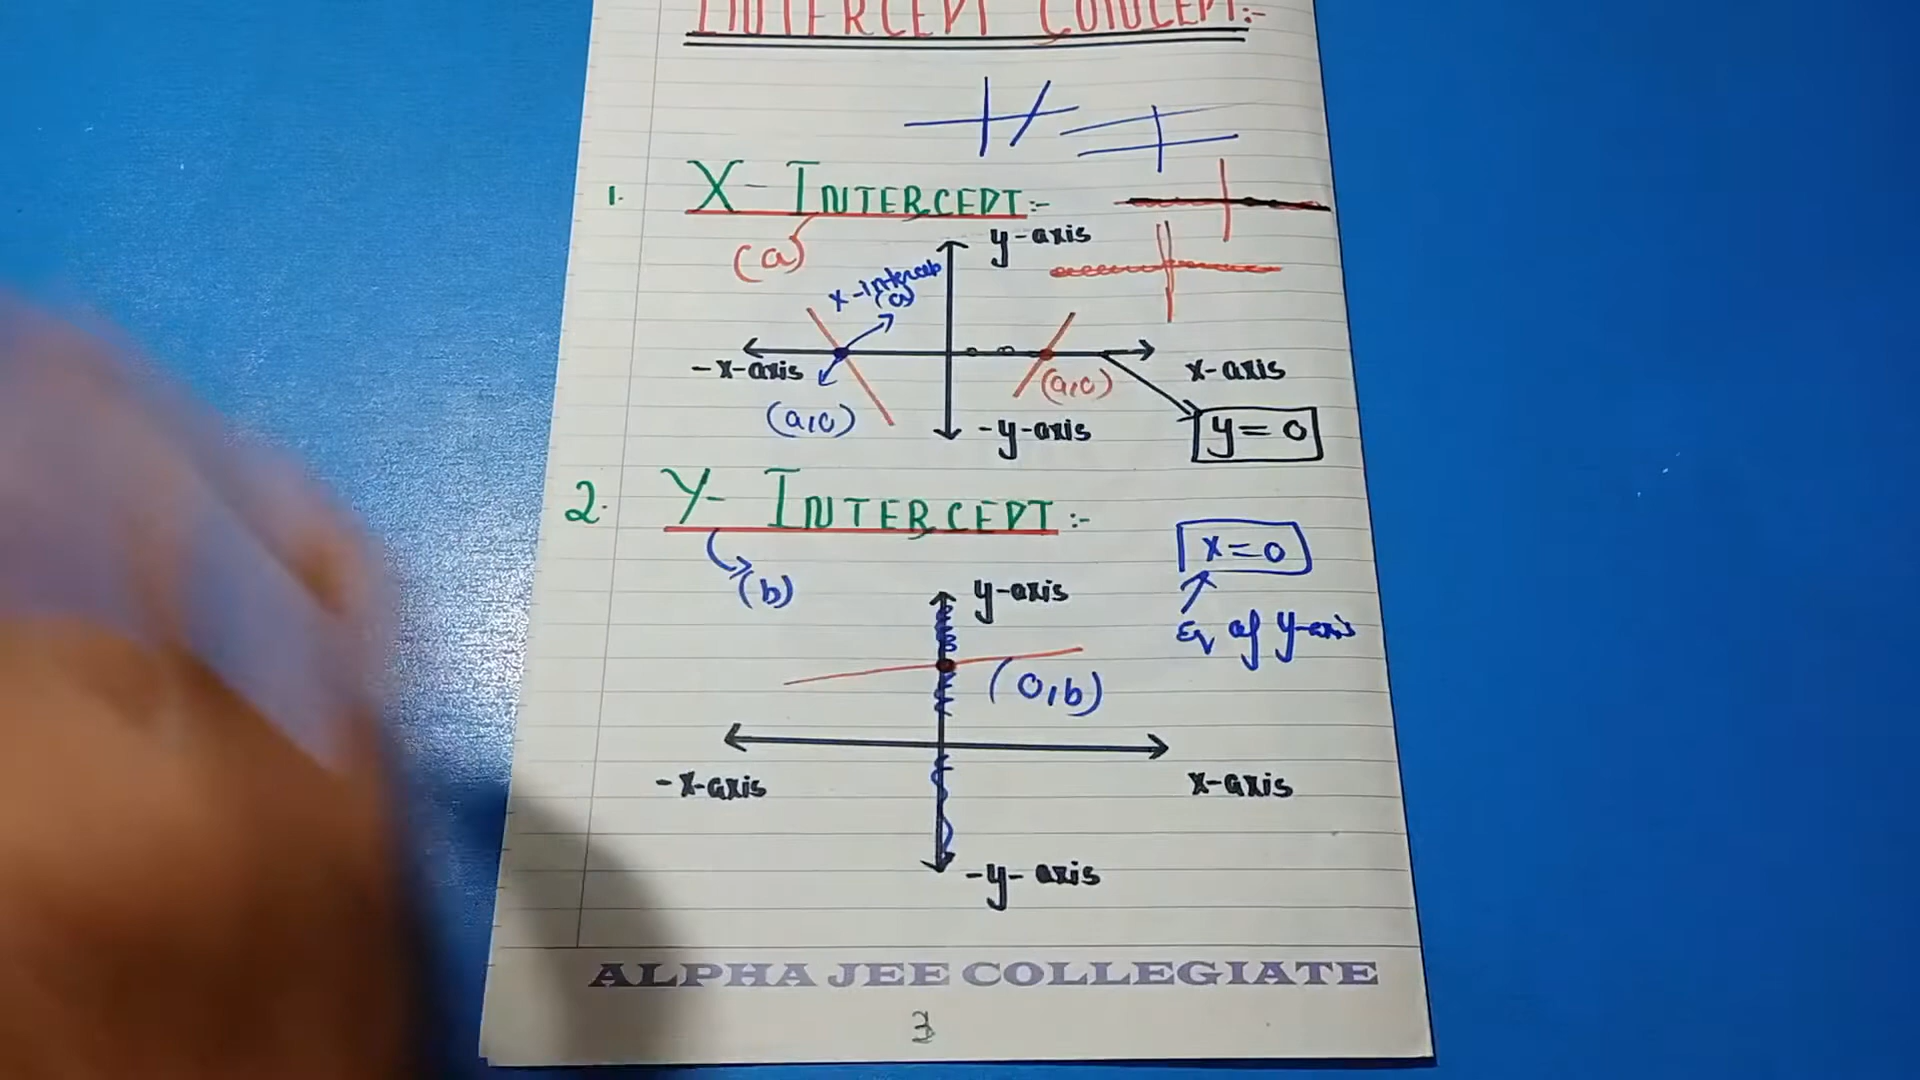 INTERCEPT CONCEPT:-
1. X-INTERCEPT:-
(a)
y-axis
x-intercep
(a)
-x-axis
x-axis
(a,0)
(a,0)
-y-axis
y=0
2. Y-INTERCEPT:-
(b)
x=0
y-axis
Eq of y-axis
(0,b)
-x-axis
x-axis
-y-axis
ALPHA JEE COLLEGIATE
3